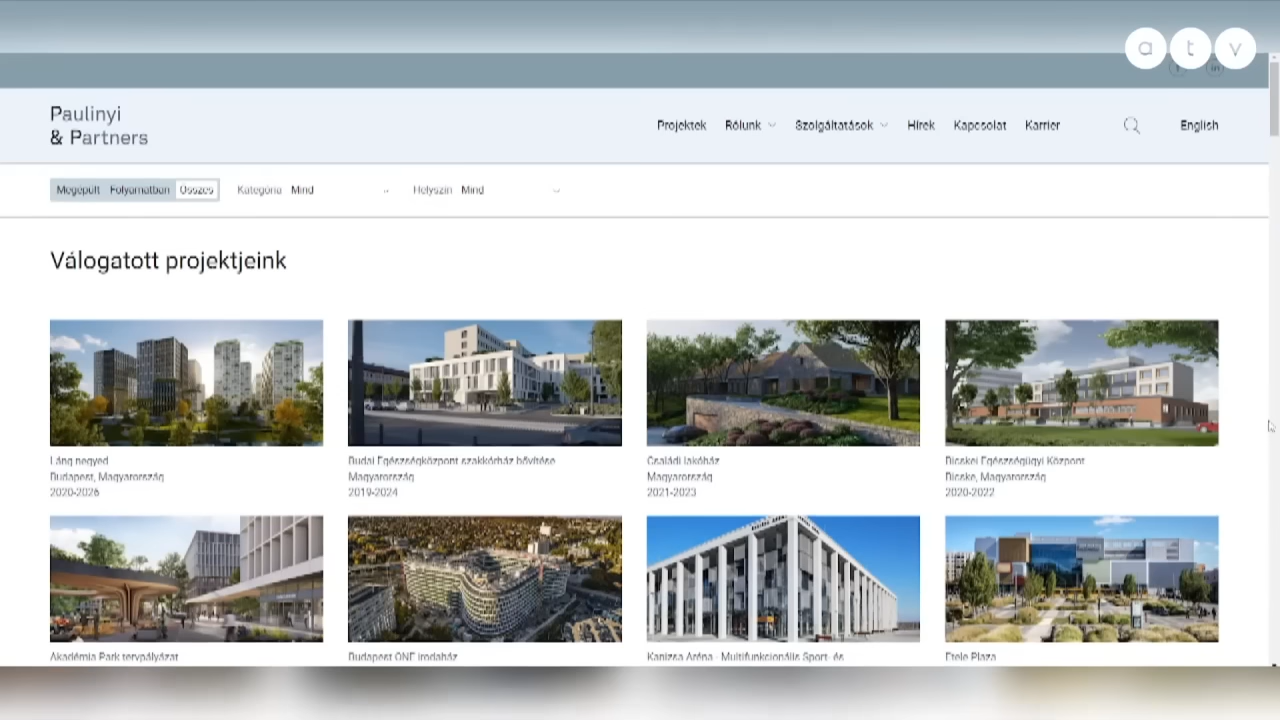 a t v
Paulinyi
& Partners
Projektek Rólunk Szolgáltatások Hírek Kapcsolat Karrier English
Megépült Folyamatban Összes Kategória Mind Helyszín Mind
Válogatott projektjeink
Láng negyed
Budapest, Magyarország
2020-2026
Budai Egészségközpont szakkórház bővítése
Magyarország
2019-2024
Családi lakóház
Magyarország
2021-2023
Bicskei Egészségügyi Központ
Bicske, Magyarország
2020-2022
Akadémia Park tervpályázat
Budapest ONE irodaház
Kanizsa Aréna - Multifunkcionális Sport- és
Etele Plaza